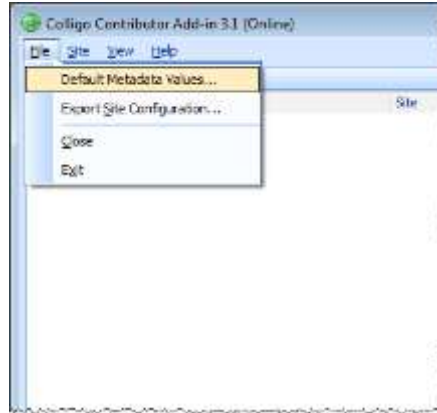 Colligo Contributor Add-in 3.1 (Online)
File Site View Help
Default Metadata Values...
Site
Export Site Configuration...
Close
Exit